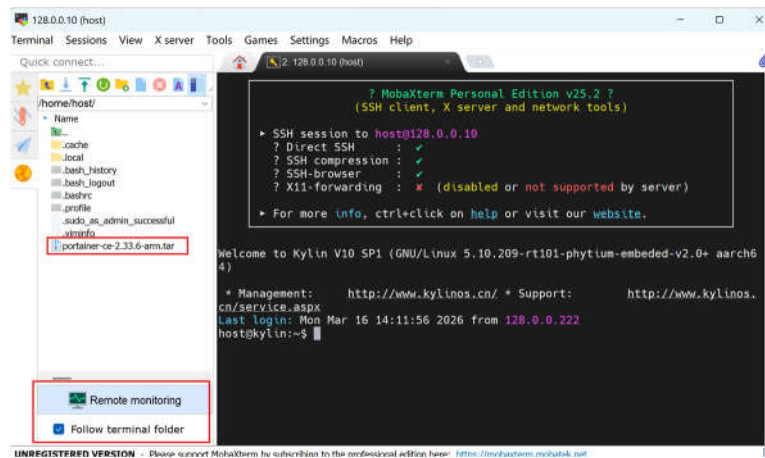 128.0.0.10 (host)
Terminal Sessions View X server Tools Games Settings Macros Help
Quick connect...
2. 128.0.0.10 (host)
/home/host/
Name
..
.cache
.local
.bash_history
.bash_logout
.bashrc
.profile
.sudo_as_admin_successful
.viminfo
portainer-ce-2.33.6-arm.tar
Remote monitoring
Follow terminal folder
? MobaXterm Personal Edition v25.2 ?
(SSH client, X server and network tools)
▸ SSH session to host@128.0.0.10
? Direct SSH : ✔
? SSH compression : ✔
? SSH-browser : ✔
? X11-forwarding : ✘ (disabled or not supported by server)
▸ For more info, ctrl+click on help or visit our website.
Welcome to Kylin V10 SP1 (GNU/Linux 5.10.209-rt101-phytium-embeded-v2.0+ aarch6
4)
* Management: http://www.kylinos.cn/ * Support: http://www.kylinos.
cn/service.aspx
Last login: Mon Mar 16 14:11:56 2026 from 128.0.0.222
host@kylin:~$
UNREGISTERED VERSION - Please support MobaXterm by subscribing to the professional edition here: https://mobaxterm.mobatek.net